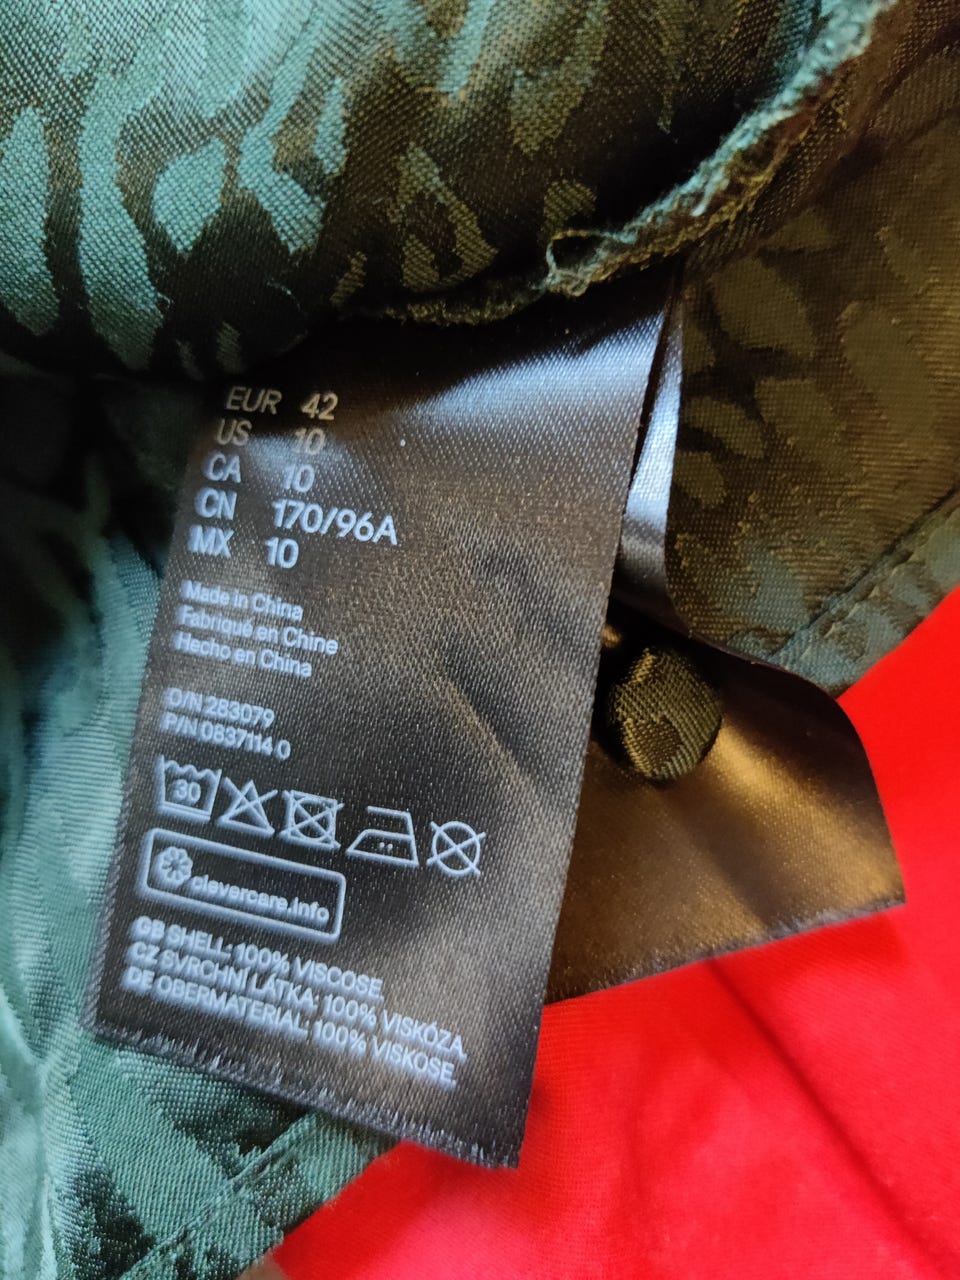 EUR 42
US 10
CA 10
CN 170/96A
MX 10
Made in China
Fabriqué en Chine
Hecho en China
O/N 283079
P/N 0837114 0
30
clevercare.info
GB SHELL: 100% VISCOSE.
CZ SVRCHNÍ LÁTKA: 100% VISKÓZA.
DE OBERMATERIAL: 100% VISKOSE.